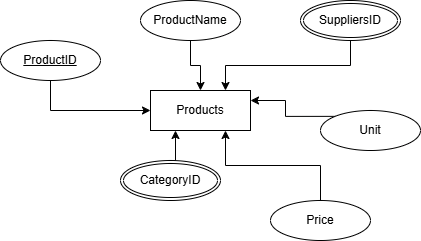 ProductName
SuppliersID
ProductID
Products
Unit
CategoryID
Price